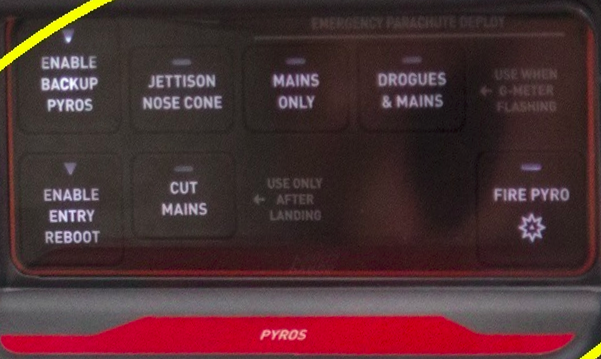 EMERGENCY PARACHUTE DEPLOY
ENABLE
BACKUP
PYROS
JETTISON
NOSE CONE
MAINS
ONLY
DROGUES
& MAINS
USE WHEN
← G-METER
FLASHING
ENABLE
ENTRY
REBOOT
CUT
MAINS
USE ONLY
← AFTER
LANDING
FIRE PYRO
PYROS